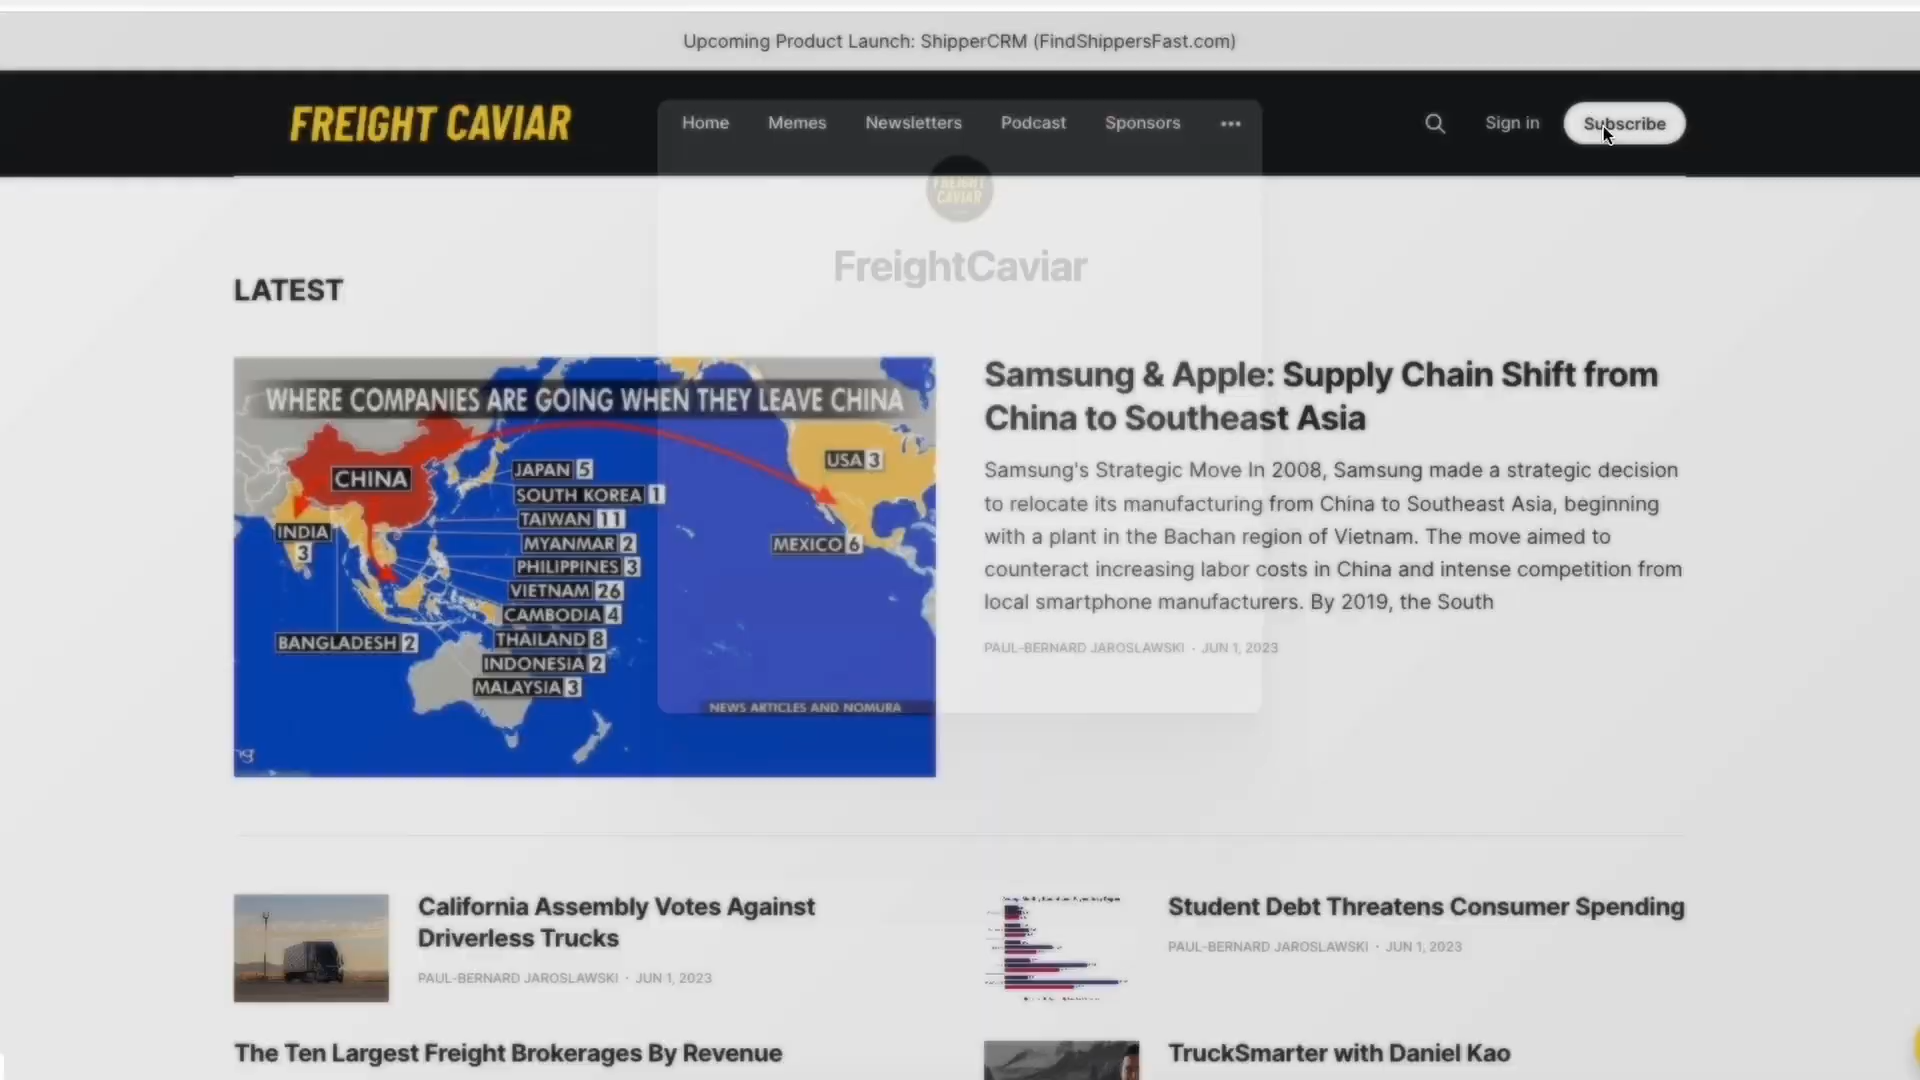 Upcoming Product Launch: ShipperCRM (FindShippersFast.com)
FREIGHT CAVIAR
Home
Memes
Newsletters
Podcast
Sponsors
Sign in
Subscribe
FREIGHT
CAVIAR
FreightCaviar
LATEST
WHERE COMPANIES ARE GOING WHEN THEY LEAVE CHINA
CHINA
JAPAN 5
SOUTH KOREA 1
TAIWAN 11
MYANMAR 2
PHILIPPINES 3
VIETNAM 26
CAMBODIA 4
THAILAND 8
INDONESIA 2
MALAYSIA 3
INDIA
3
BANGLADESH 2
USA 3
MEXICO 6
NEWS ARTICLES AND NOMURA
Samsung & Apple: Supply Chain Shift from
China to Southeast Asia
Samsung's Strategic Move In 2008, Samsung made a strategic decision
to relocate its manufacturing from China to Southeast Asia, beginning
with a plant in the Bachan region of Vietnam. The move aimed to
counteract increasing labor costs in China and intense competition from
local smartphone manufacturers. By 2019, the South
PAUL-BERNARD JAROSLAWSKI · JUN 1, 2023
California Assembly Votes Against
Driverless Trucks
PAUL-BERNARD JAROSLAWSKI · JUN 1, 2023
Student Debt Threatens Consumer Spending
PAUL-BERNARD JAROSLAWSKI · JUN 1, 2023
The Ten Largest Freight Brokerages By Revenue
TruckSmarter with Daniel Kao